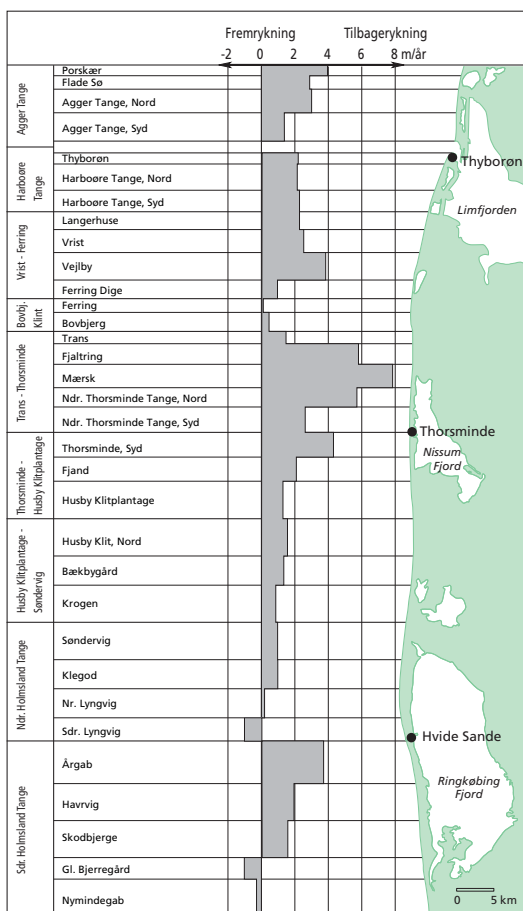 Fremrykning
Tilbagerykning
-2 0 2 4 6 8 m/år
Agger Tange
Porskær
Flade Sø
Agger Tange, Nord
Agger Tange, Syd
Harboøre
Tange
Thyborøn
Harboøre Tange, Nord
Harboøre Tange, Syd
Vrist - Ferring
Langerhuse
Vrist
Vejlby
Ferring Dige
Bovbj.
Klint
Ferring
Bovbjerg
Trans - Thorsminde
Trans
Fjaltring
Mærsk
Ndr. Thorsminde Tange, Nord
Ndr. Thorsminde Tange, Syd
Thorsminde -
Husby Klitplantage
Thorsminde, Syd
Fjand
Husby Klitplantage
Husby Klitplantage -
Søndervig
Husby Klit, Nord
Bækbygård
Krogen
Ndr. Holmsland Tange
Søndervig
Klegod
Nr. Lyngvig
Sdr. Lyngvig
Sdr. Holmsland Tange
Årgab
Havrvig
Skodbjerge
Gl. Bjerregård
Nymindegab
Thyborøn
Limfjorden
Thorsminde
Nissum
Fjord
Hvide Sande
Ringkøbing
Fjord
0 5 km